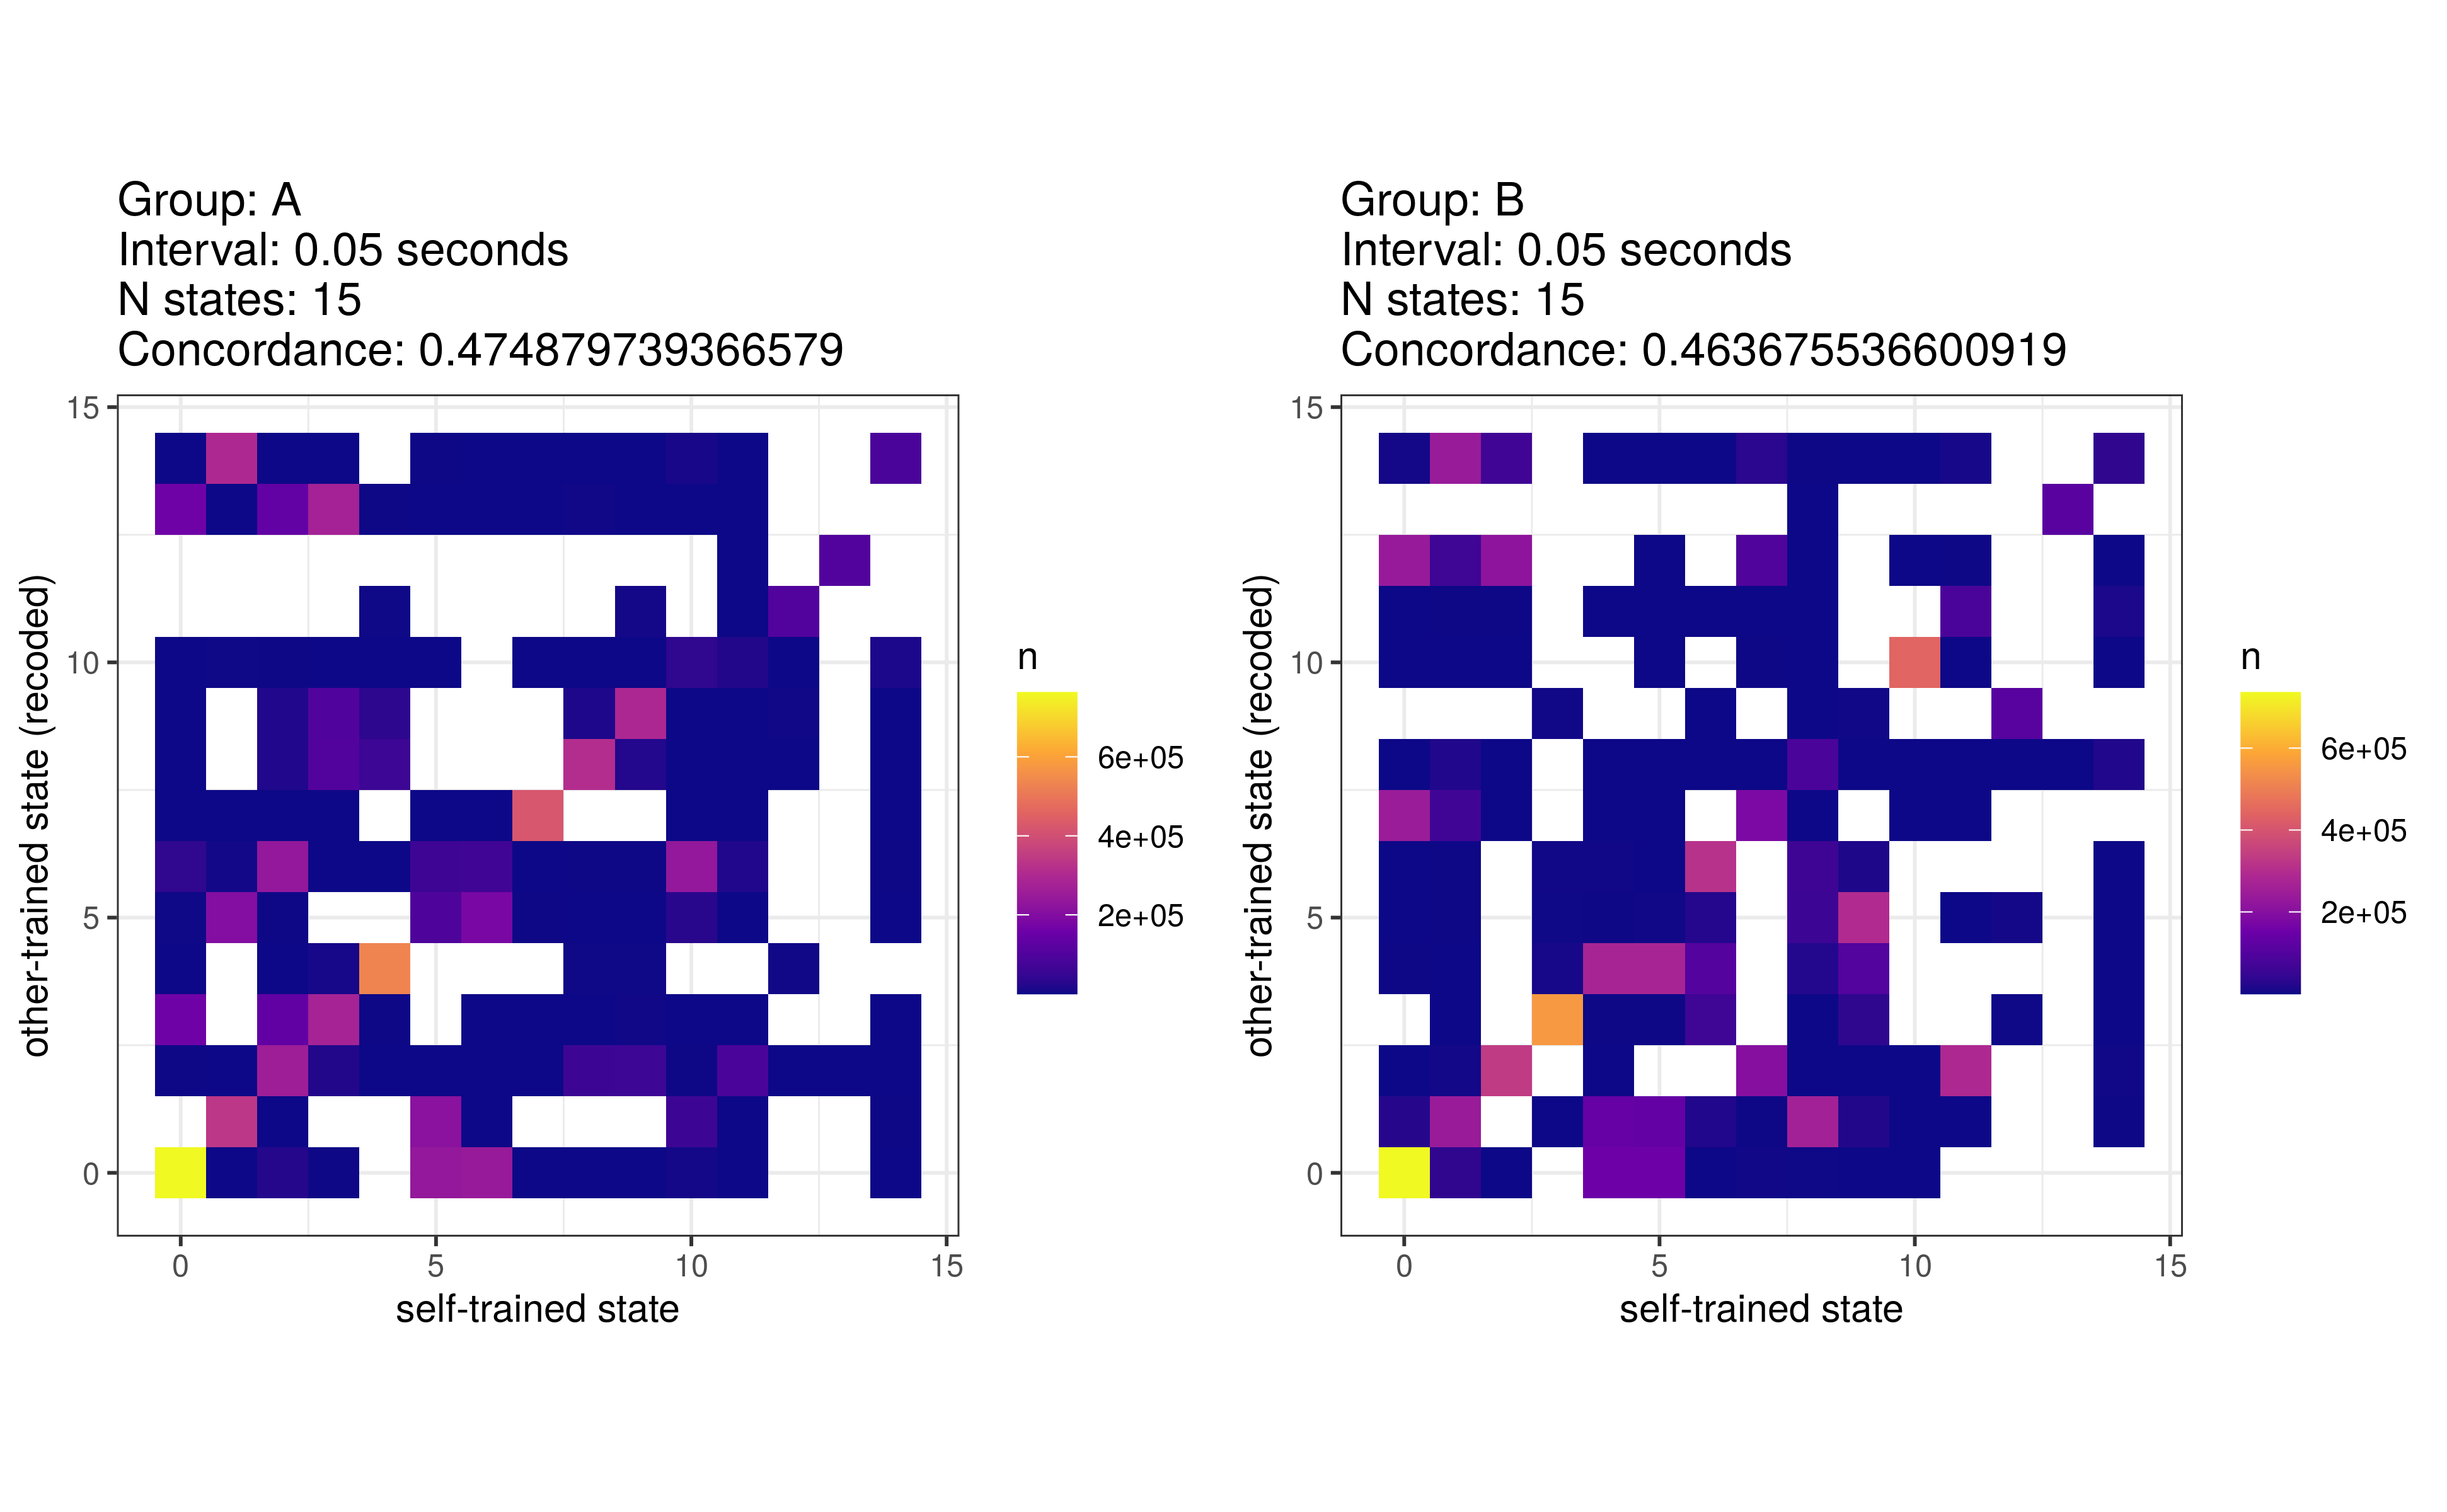 Group: A
Interval: 0.05 seconds
N states: 15
Concordance: 0.474879739366579
15
10
5
0
other-trained state (recoded)
0 5 10 15
self-trained state
n
6e+05
4e+05
2e+05
Group: B
Interval: 0.05 seconds
N states: 15
Concordance: 0.463675536600919
15
10
5
0
other-trained state (recoded)
0 5 10 15
self-trained state
n
6e+05
4e+05
2e+05